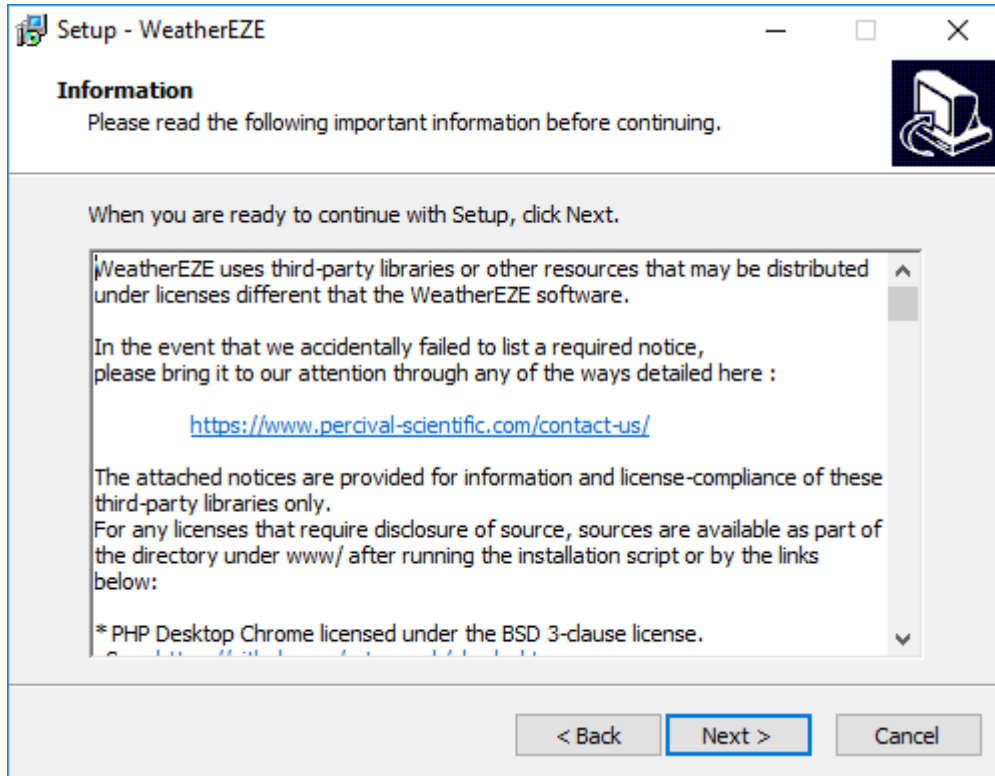 Setup - WeatherEZE
Information
Please read the following important information before continuing.
When you are ready to continue with Setup, click Next.
WeatherEZE uses third-party libraries or other resources that may be distributed
under licenses different that the WeatherEZE software.
In the event that we accidentally failed to list a required notice,
please bring it to our attention through any of the ways detailed here :
https://www.percival-scientific.com/contact-us/
The attached notices are provided for information and license-compliance of these
third-party libraries only.
For any licenses that require disclosure of source, sources are available as part of
the directory under www/ after running the installation script or by the links
below:
* PHP Desktop Chrome licensed under the BSD 3-clause license.
< Back
Next >
Cancel